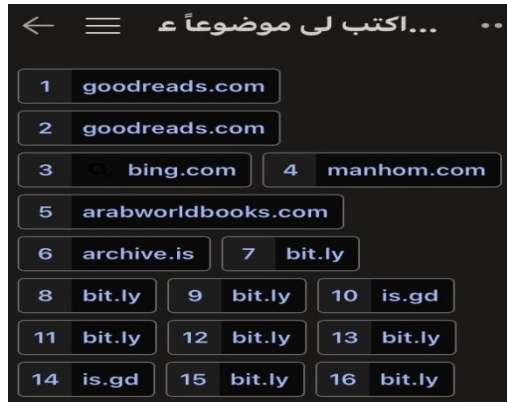 ...اكتب لى موضوعاً ع
1 goodreads.com
2 goodreads.com
3 bing.com 4 manhom.com
5 arabworldbooks.com
6 archive.is 7 bit.ly
8 bit.ly 9 bit.ly 10 is.gd
11 bit.ly 12 bit.ly 13 bit.ly
14 is.gd 15 bit.ly 16 bit.ly